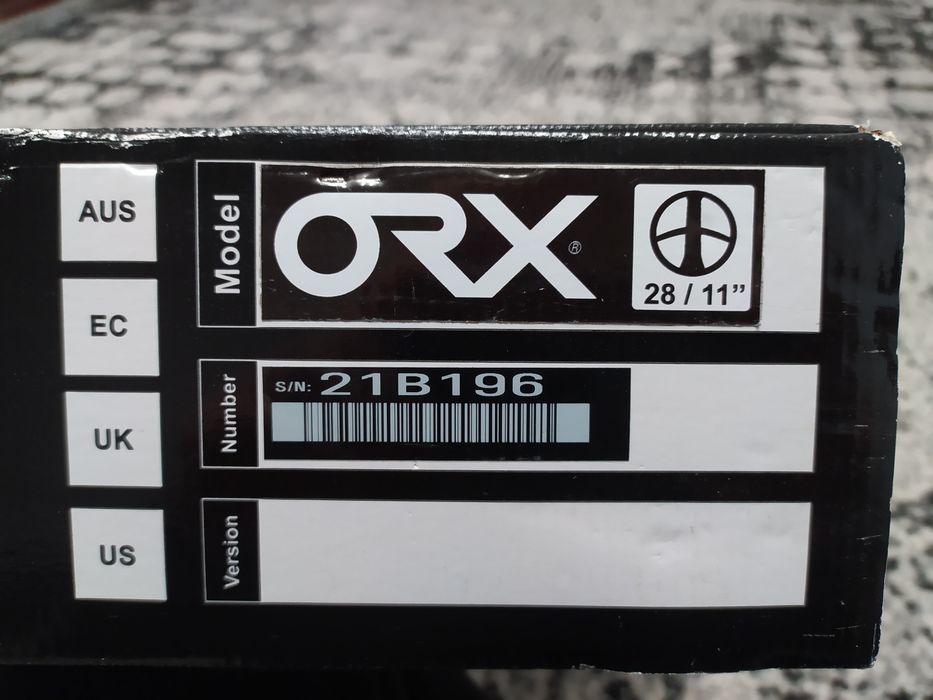 AUS
EC
UK
US
Model
ORX ®
28 / 11”
Number
S/N: 21B196
Version